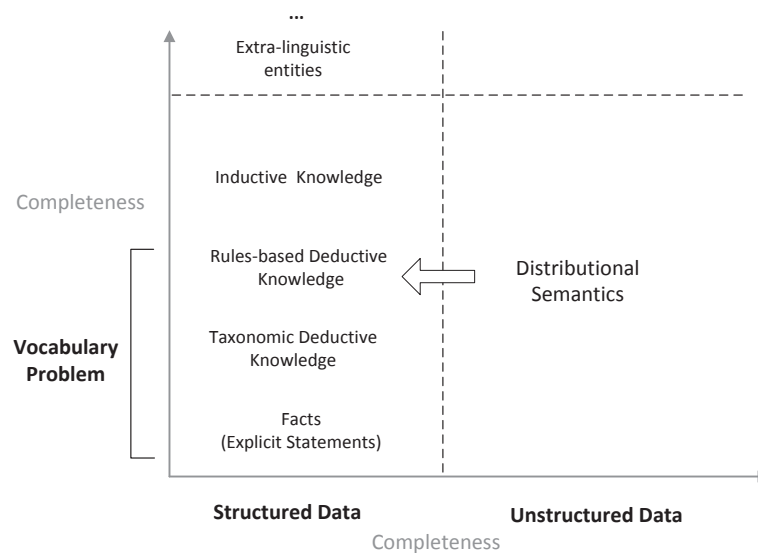 ...
Extra-linguistic
entities
Inductive Knowledge
Completeness
Rules-based Deductive
Knowledge
Distributional
Semantics
Vocabulary
Problem
Taxonomic Deductive
Knowledge
Facts
(Explicit Statements)
Structured Data
Unstructured Data
Completeness